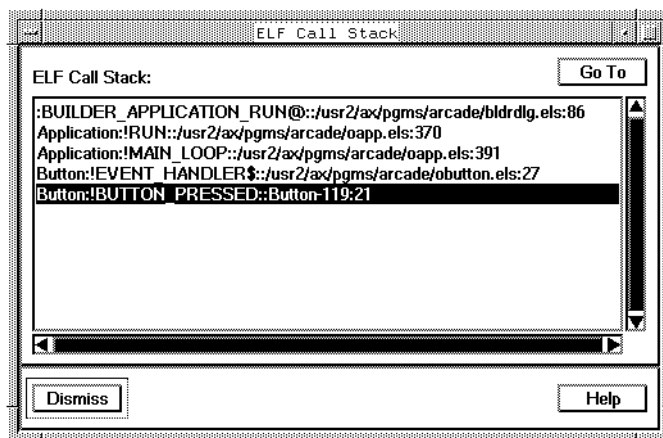 ELF Call Stack
ELF Call Stack:
Go To
:BUILDER_APPLICATION_RUN@::/usr2/ax/pgms/arcade/bldrdlg.els:86
Application:!RUN::/usr2/ax/pgms/arcade/oapp.els:370
Application:!MAIN_LOOP::/usr2/ax/pgms/arcade/oapp.els:391
Button:!EVENT_HANDLER$::/usr2/ax/pgms/arcade/obutton.els:27
Button:!BUTTON_PRESSED::Button-119:21
Dismiss
Help